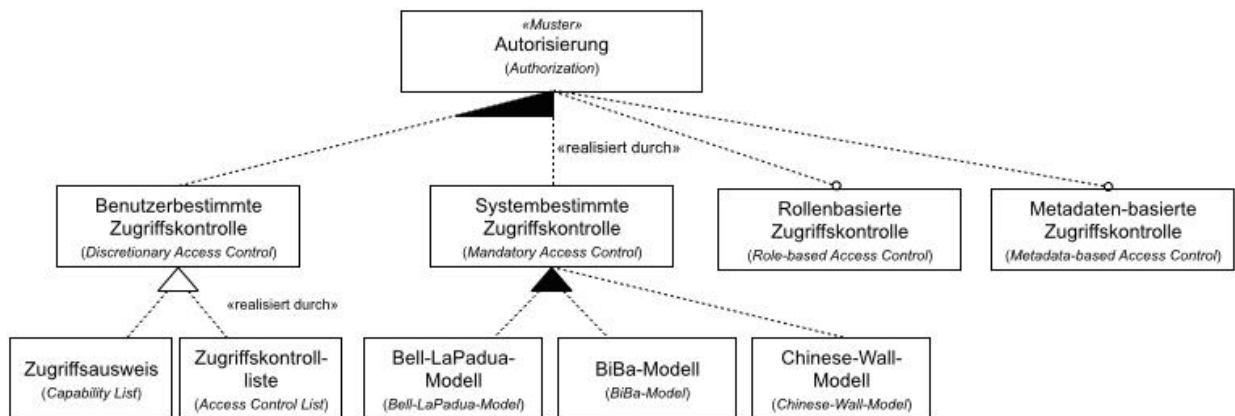 «Muster»
Autorisierung
(Authorization)
«realisiert durch»
Benutzerbestimmte
Zugriffskontrolle
(Discretionary Access Control)
Systembestimmte
Zugriffskontrolle
(Mandatory Access Control)
Rollenbasierte
Zugriffskontrolle
(Role-based Access Control)
Metadaten-basierte
Zugriffskontrolle
(Metadata-based Access Control)
«realisiert durch»
Zugriffsausweis
(Capability List)
Zugriffskontroll-
liste
(Access Control List)
Bell-LaPadua-
Modell
(Bell-LaPadua-Model)
BiBa-Modell
(BiBa-Model)
Chinese-Wall-
Modell
(Chinese-Wall-Model)